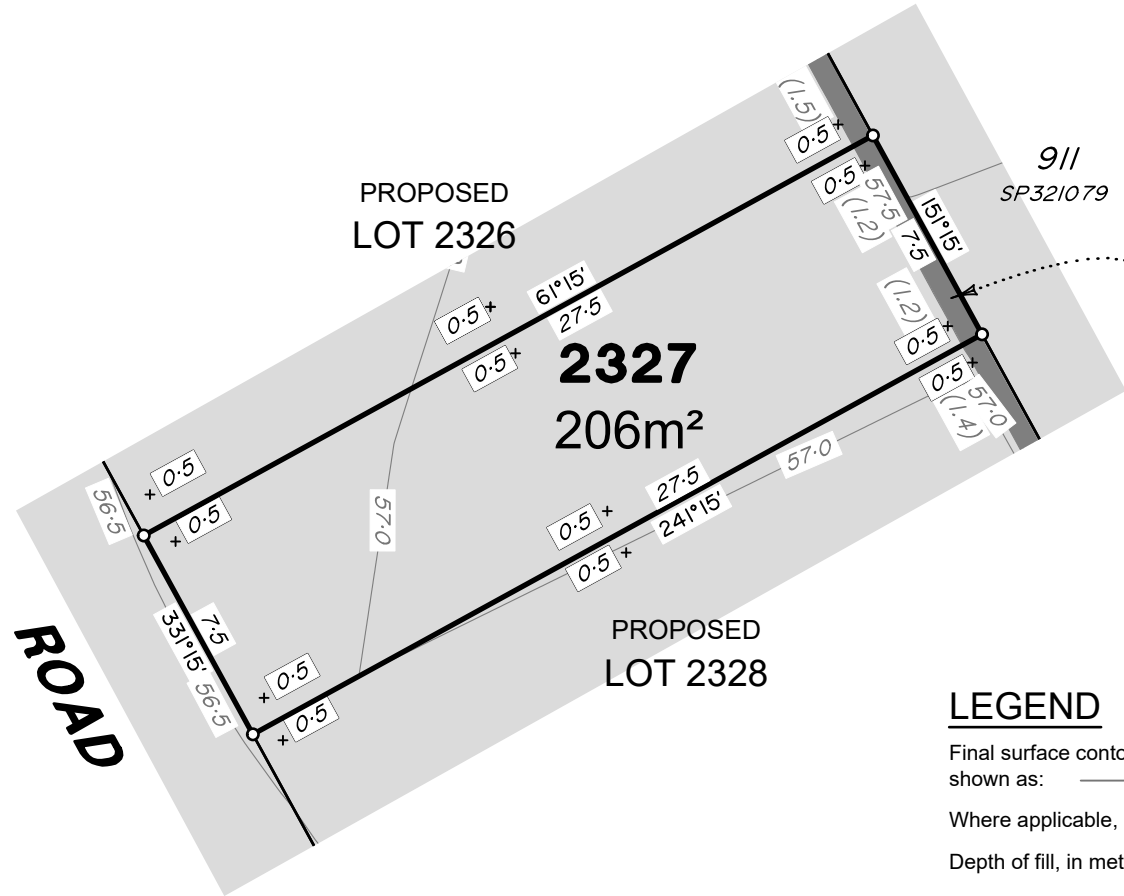 (1.5)
0·5
911
SP321079
0·5
57·5
(1.2)
151°15'
7·5
PROPOSED
LOT 2326
61°15'
27·5
0·5
0·5
(1.2)
0·5
2327
206m²
0·5
57·0
(1.4)
57·0
0·5
56·5
0·5
57·0
27·5
241°15'
0·5
0·5
331°15'
7·5
56·5
0·5
0·5
ROAD
PROPOSED
LOT 2328
LEGEND
Final surface conto
shown as:
Where applicable,
Depth of fill, in met